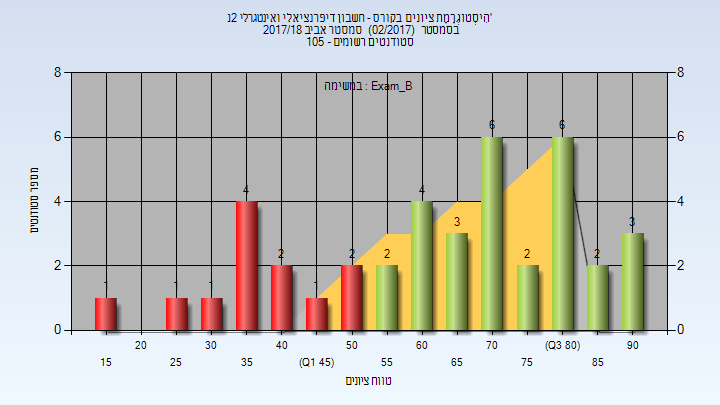 היסטוגרמת ציונים בקורס - חשבון דיפרנציאלי ואינטגרלי 2נ'
בסמסטר (02/2017) סמסטר אביב 2017/18
סטודנטים רשומים - 105
במשימה : Exam_B
8 8
6 6
4 4
2 2
0 0
מספר סטודנטים
1 1 1 4 2 1 2 2 4 3 6 2 6 2 3
20 30 40 50 60 70 (Q3 80) 90
15 25 35 (Q1 45) 55 65 75 85
טווח ציונים